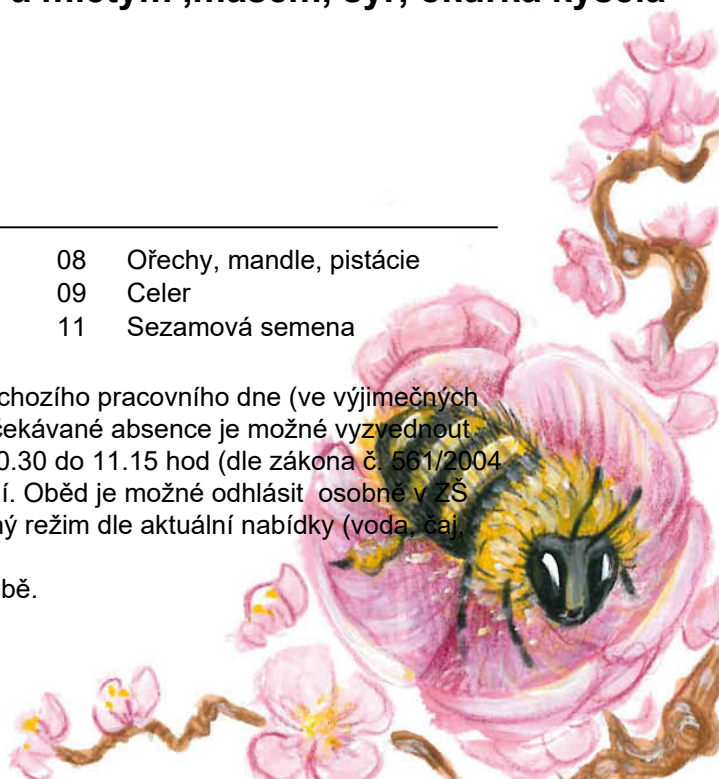 08 Ořechy, mandle, pistácie
09 Celer
11 Sezamová semena
chozího pracovního dne (ve výjimečných
čekávané absence je možné vyzvednout
0.30 do 11.15 hod (dle zákona č. 561/2004
í. Oběd je možné odhlásit osobně v ZŠ
ný režim dle aktuální nabídky (voda, čaj,
bě.